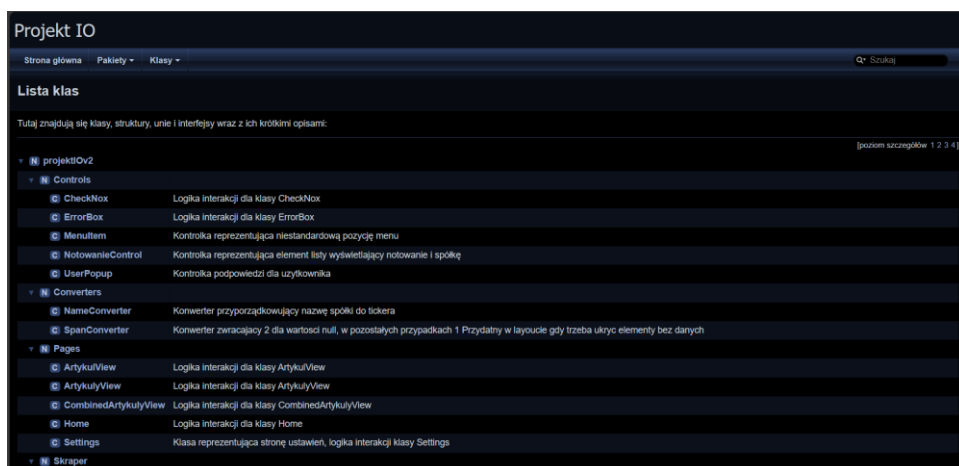 Projekt IO
Strona główna Pakiety Klasy Szukaj
Lista klas
Tutaj znajdują się klasy, struktury, unie i interfejsy wraz z ich krótkimi opisami:
[poziom szczegółów 1 2 3 4]
N projektIOv2
N Controls
C CheckNox Logika interakcji dla klasy CheckNox
C ErrorBox Logika interakcji dla klasy ErrorBox
C MenuItem Kontrolka reprezentująca niestandardową pozycję menu
C NotowanieControl Kontrolka reprezentująca element listy wyświetlający notowanie i spółkę
C UserPopup Kontrolka podpowiedzi dla uzytkownika
N Converters
C NameConverter Konwerter przyporządkowujący nazwę spółki do tickera
C SpanConverter Konwerter zwracajacy 2 dla wartosci null, w pozostałych przypadkach 1 Przydatny w layoucie gdy trzeba ukryc elementy bez danych
N Pages
C ArtykulView Logika interakcji dla klasy ArtykulView
C ArtykulyView Logika interakcji dla klasy ArtykulyView
C CombinedArtykulyView Logika interakcji dla klasy CombinedArtykulyView
C Home Logika interakcji dla klasy Home
C Settings Klasa reprezentująca stronę ustawień, logika interakcji klasy Settings
N Skraper